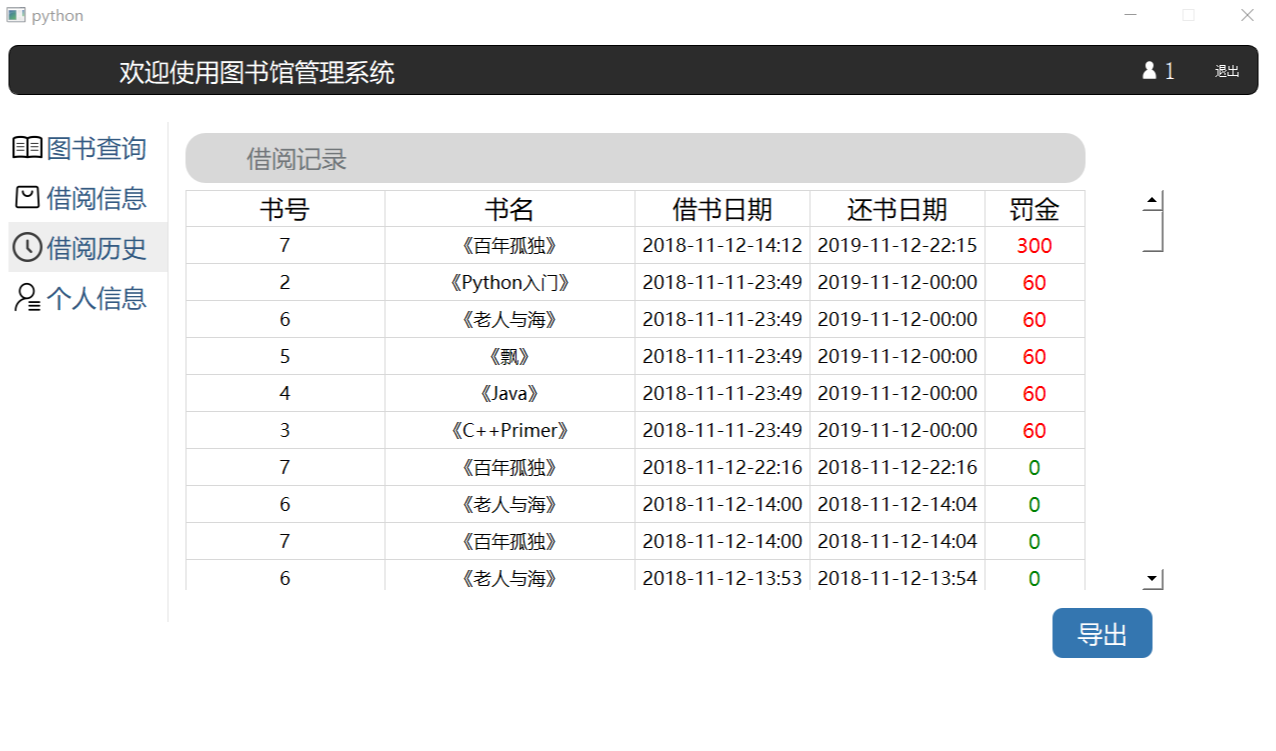 python
欢迎使用图书馆管理系统 1 退出
图书查询
借阅信息
借阅历史
个人信息
借阅记录
书号 书名 借书日期 还书日期 罚金
7 《百年孤独》 2018-11-12-14:12 2019-11-12-22:15 300
2 《Python入门》 2018-11-11-23:49 2019-11-12-00:00 60
6 《老人与海》 2018-11-11-23:49 2019-11-12-00:00 60
5 《飘》 2018-11-11-23:49 2019-11-12-00:00 60
4 《Java》 2018-11-11-23:49 2019-11-12-00:00 60
3 《C++Primer》 2018-11-11-23:49 2019-11-12-00:00 60
7 《百年孤独》 2018-11-12-22:16 2018-11-12-22:16 0
6 《老人与海》 2018-11-12-14:00 2018-11-12-14:04 0
7 《百年孤独》 2018-11-12-14:00 2018-11-12-14:04 0
6 《老人与海》 2018-11-12-13:53 2018-11-12-13:54 0
导出